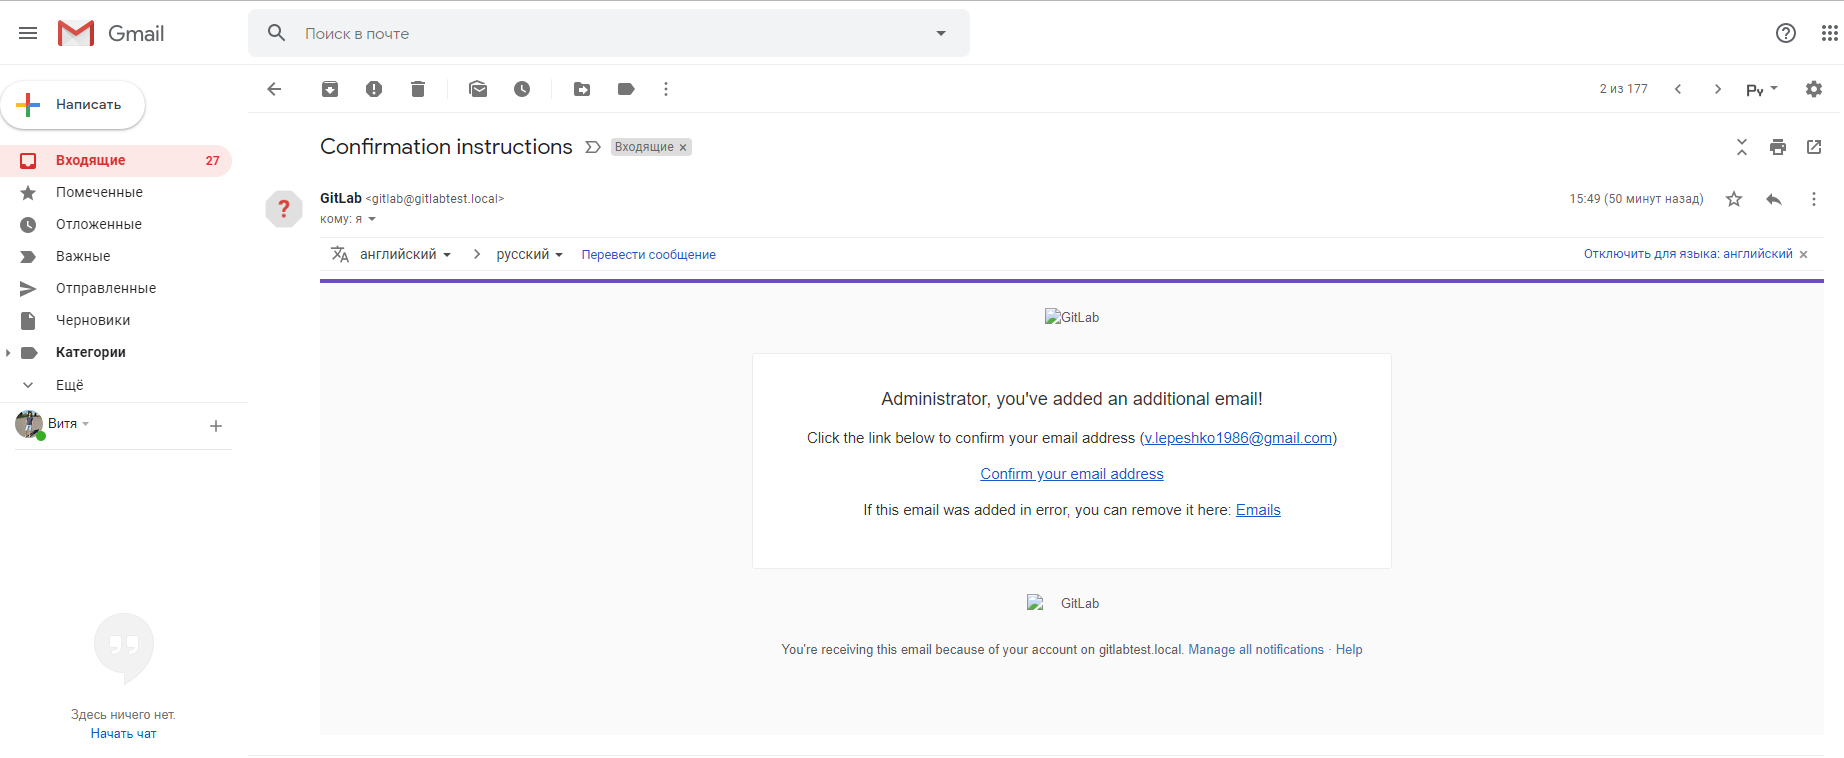 Gmail
Поиск в почте
Написать
2 из 177
Ру
Входящие 27
Помеченные
Отложенные
Важные
Отправленные
Черновики
Категории
Ещё
Витя
Здесь ничего нет.
Начать чат
Confirmation instructions Входящие ×
GitLab <gitlab@gitlabtest.local> 15:49 (50 минут назад)
кому: я
английский > русский Перевести сообщение Отключить для языка: английский ×
GitLab
Administrator, you've added an additional email!
Click the link below to confirm your email address (v.lepeshko1986@gmail.com)
Confirm your email address
If this email was added in error, you can remove it here: Emails
GitLab
You're receiving this email because of your account on gitlabtest.local. Manage all notifications · Help